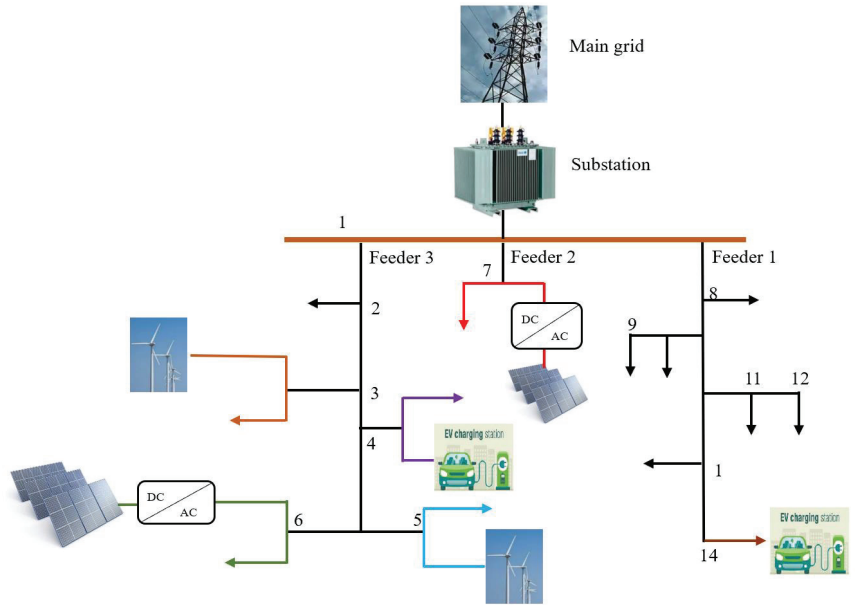 Main grid
Substation
1
Feeder 3
7
Feeder 2
Feeder 1
2
8
DC
AC
9
3
11
12
4
EV charging station
1
DC
AC
6
5
14
EV charging station